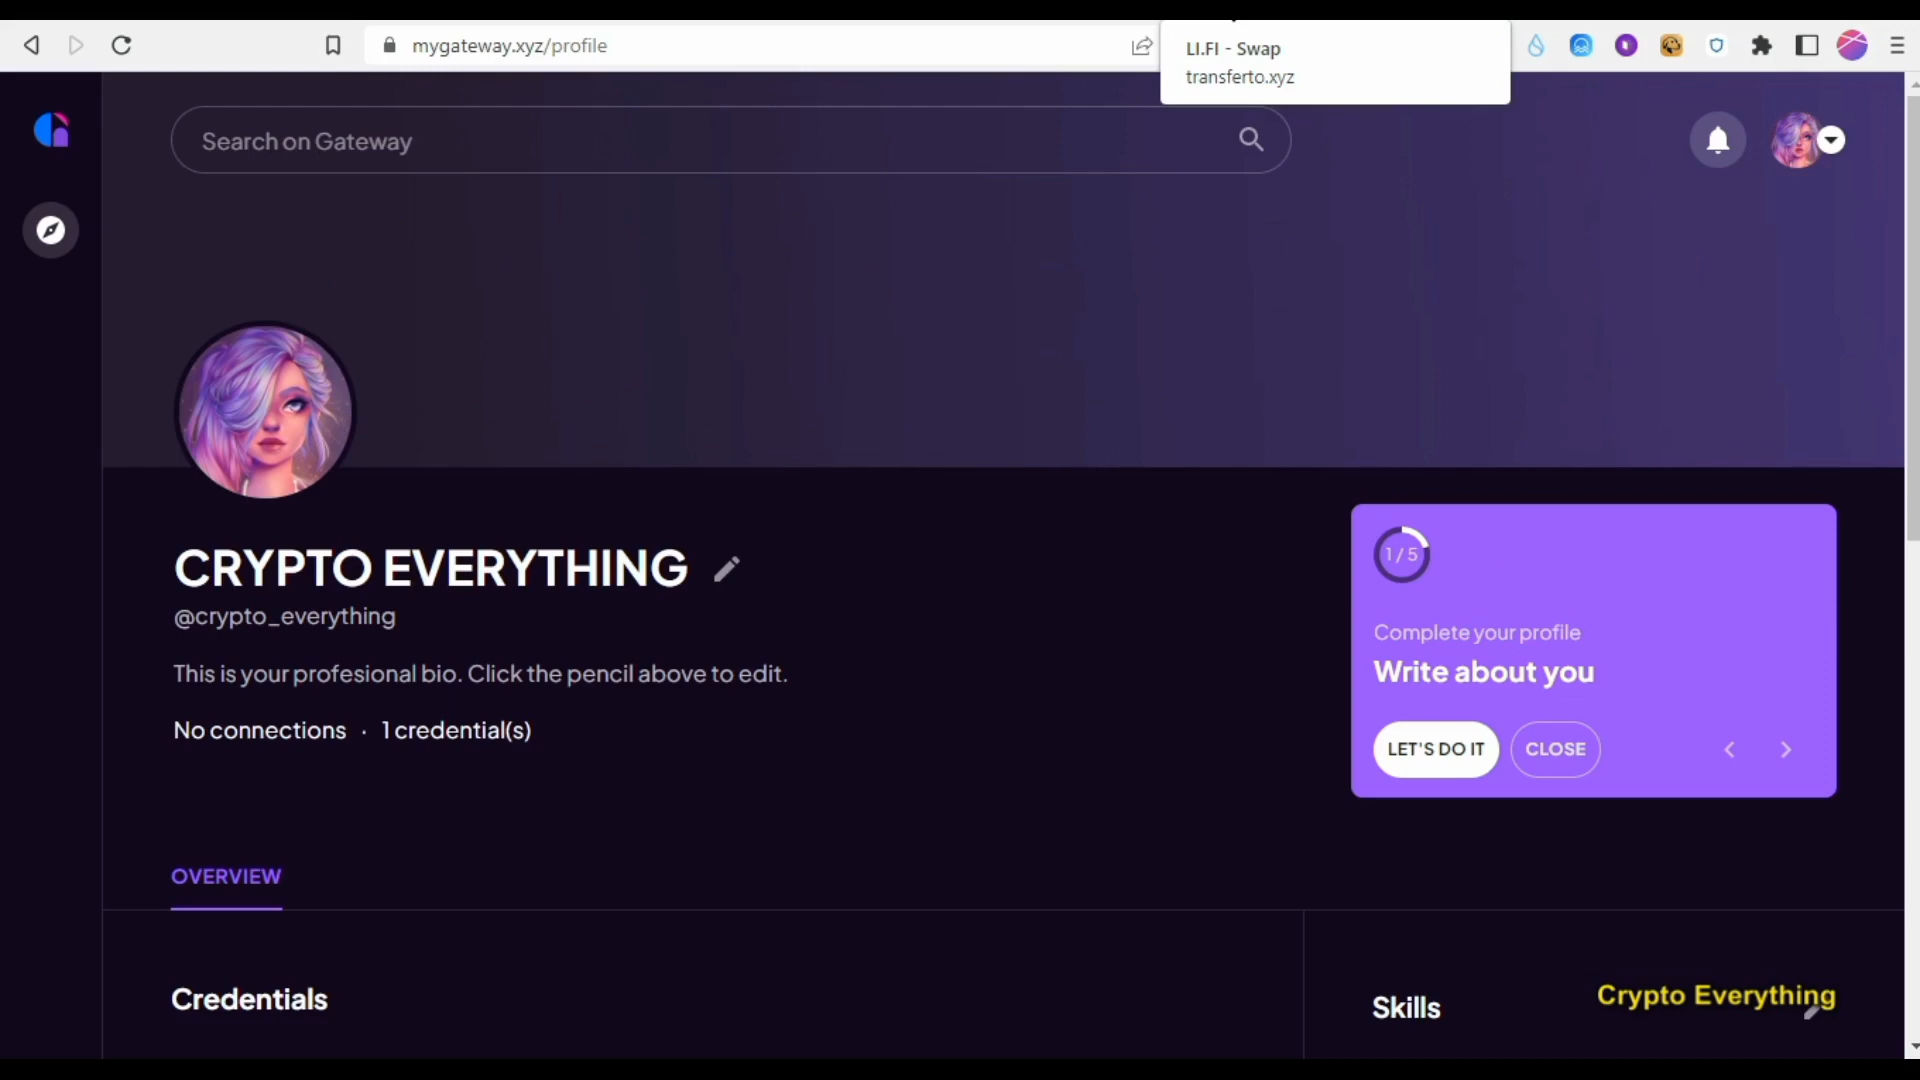 mygateway.xyz/profile
LI.FI - Swap
transferto.xyz
Search on Gateway
CRYPTO EVERYTHING
@crypto_everything
This is your profesional bio. Click the pencil above to edit.
No connections · 1 credential(s)
1 / 5
Complete your profile
Write about you
LET'S DO IT
CLOSE
OVERVIEW
Credentials
Skills
Crypto Everything